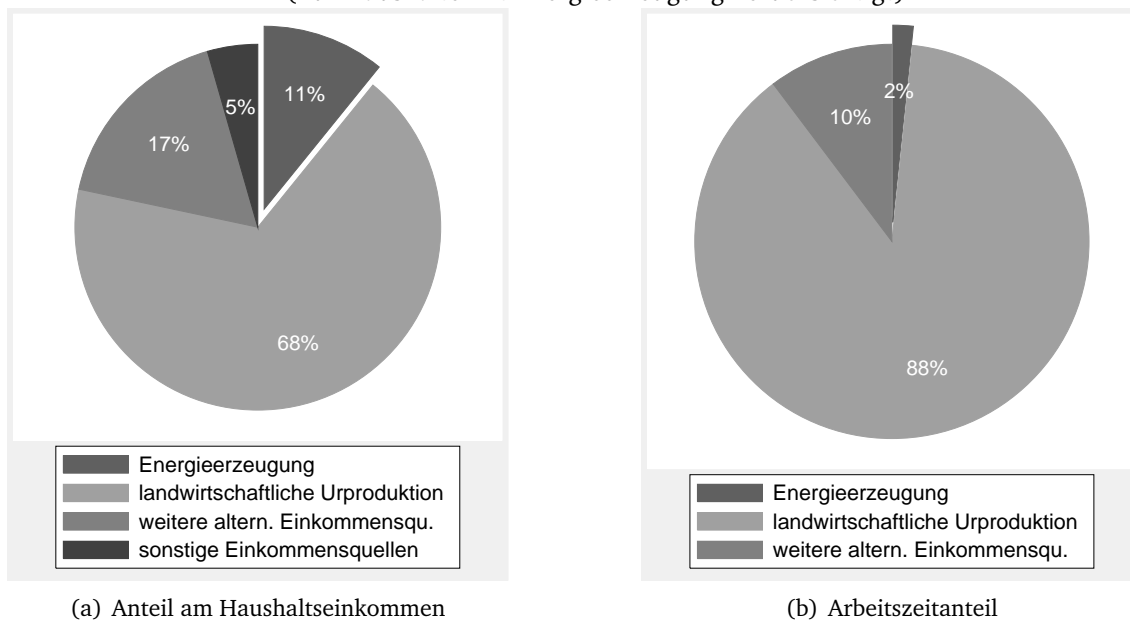 11%
5%
17%
68%
Energieerzeugung
landwirtschaftliche Urproduktion
weitere altern. Einkommensqu.
sonstige Einkommensquellen
(a) Anteil am Haushaltseinkommen
2%
10%
88%
Energieerzeugung
landwirtschaftliche Urproduktion
weitere altern. Einkommensqu.
(b) Arbeitszeitanteil